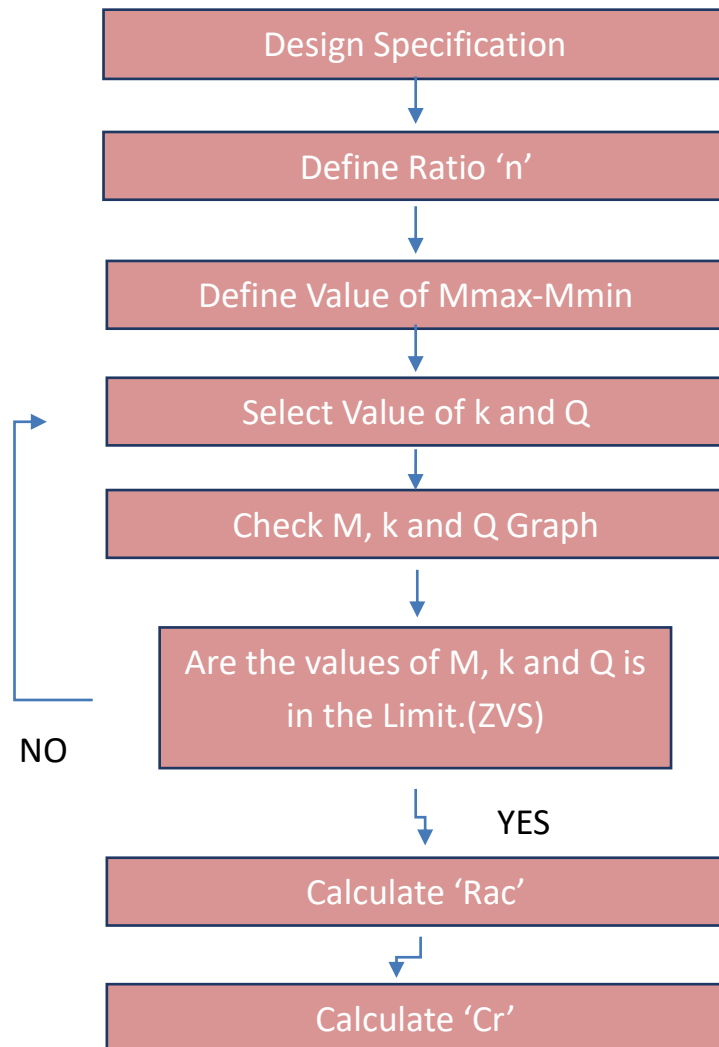 Design Specification
Define Ratio ‘n’
Define Value of Mmax-Mmin
Select Value of k and Q
Check M, k and Q Graph
Are the values of M, k and Q is
in the Limit.(ZVS)
NO
YES
Calculate ‘Rac’
Calculate ‘Cr’